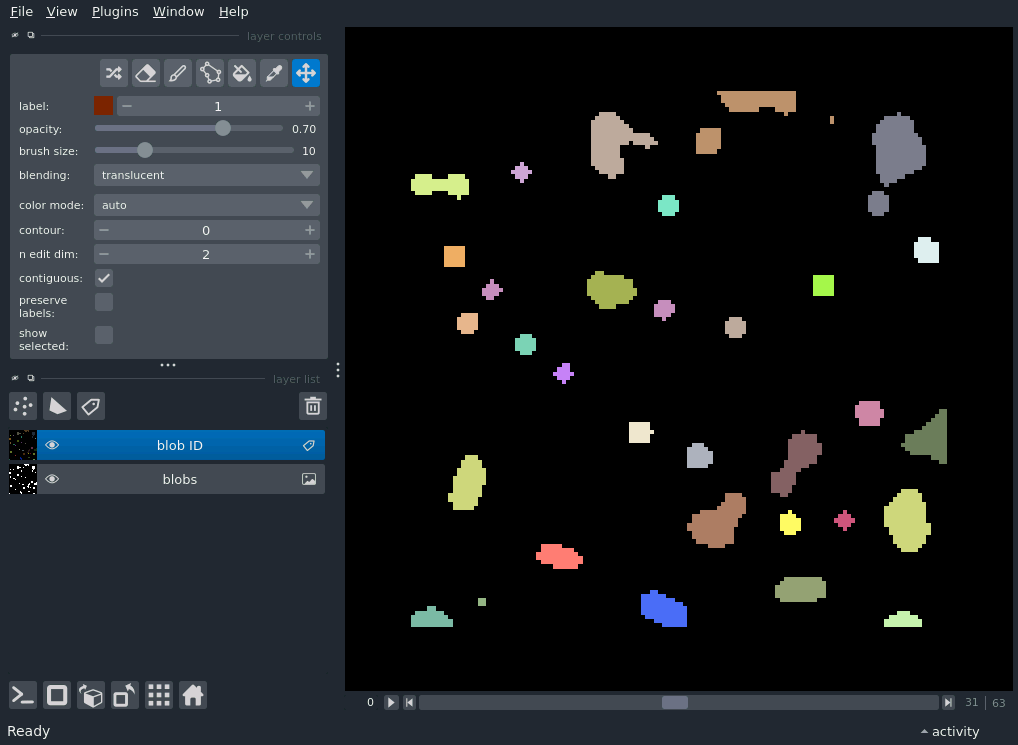 File View Plugins Window Help
layer controls
label: 1
opacity: 0.70
brush size: 10
blending: translucent
color mode: auto
contour: 0
n edit dim: 2
contiguous:
preserve
labels:
show
selected:
layer list
blob ID
blobs
0 31 63
Ready activity